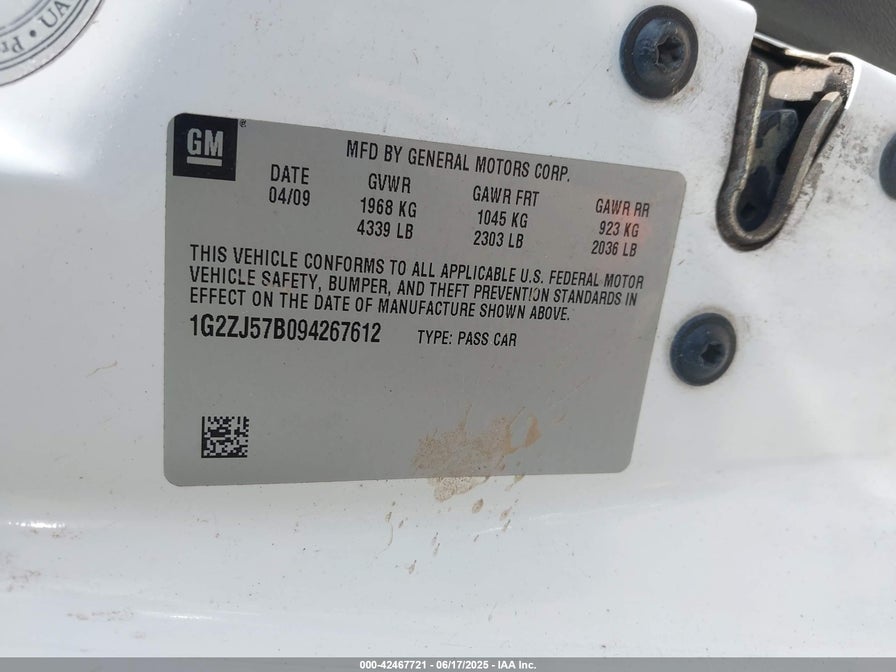 GM
MFD BY GENERAL MOTORS CORP.
DATE GVWR GAWR FRT GAWR RR
04/09 1968 KG 1045 KG 923 KG
4339 LB 2303 LB 2036 LB
THIS VEHICLE CONFORMS TO ALL APPLICABLE U.S. FEDERAL MOTOR
VEHICLE SAFETY, BUMPER, AND THEFT PREVENTION STANDARDS IN
EFFECT ON THE DATE OF MANUFACTURE SHOWN ABOVE.
1G2ZJ57B094267612 TYPE: PASS CAR
000-42467721 - 06/17/2025 - IAA Inc.